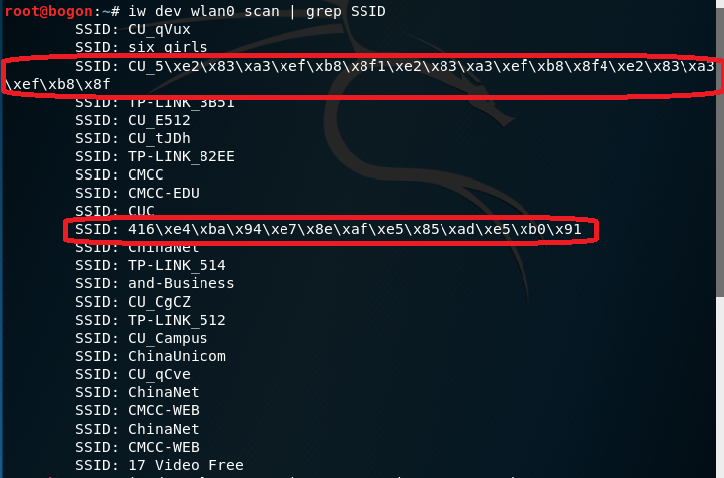 root@bogon:~# iw dev wlan0 scan | grep SSID
SSID: CU_qVux
SSID: six girls
SSID: CU_5\xe2\x83\xa3\xef\xb8\x8f1\xe2\x83\xa3\xef\xb8\x8f4\xe2\x83\xa3
\xef\xb8\x8f
SSID: TP-LINK_3B51
SSID: CU_E512
SSID: CU_tJDh
SSID: TP-LINK_82EE
SSID: CMCC
SSID: CMCC-EDU
SSID: CUC
SSID: 416\xe4\xba\x94\xe7\x8e\xaf\xe5\x85\xad\xe5\xb0\x91
SSID: ChinaNet
SSID: TP-LINK_514
SSID: and-Business
SSID: CU_CgCZ
SSID: TP-LINK_512
SSID: CU_Campus
SSID: ChinaUnicom
SSID: CU_qCve
SSID: ChinaNet
SSID: CMCC-WEB
SSID: ChinaNet
SSID: CMCC-WEB
SSID: 17 Video Free